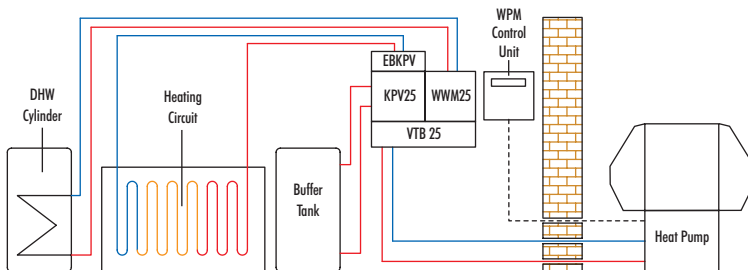 WPM
Control
Unit
EBKPV
DHW
Cylinder
Heating
Circuit
KPV25
WWM25
VTB 25
Buffer
Tank
Heat Pump